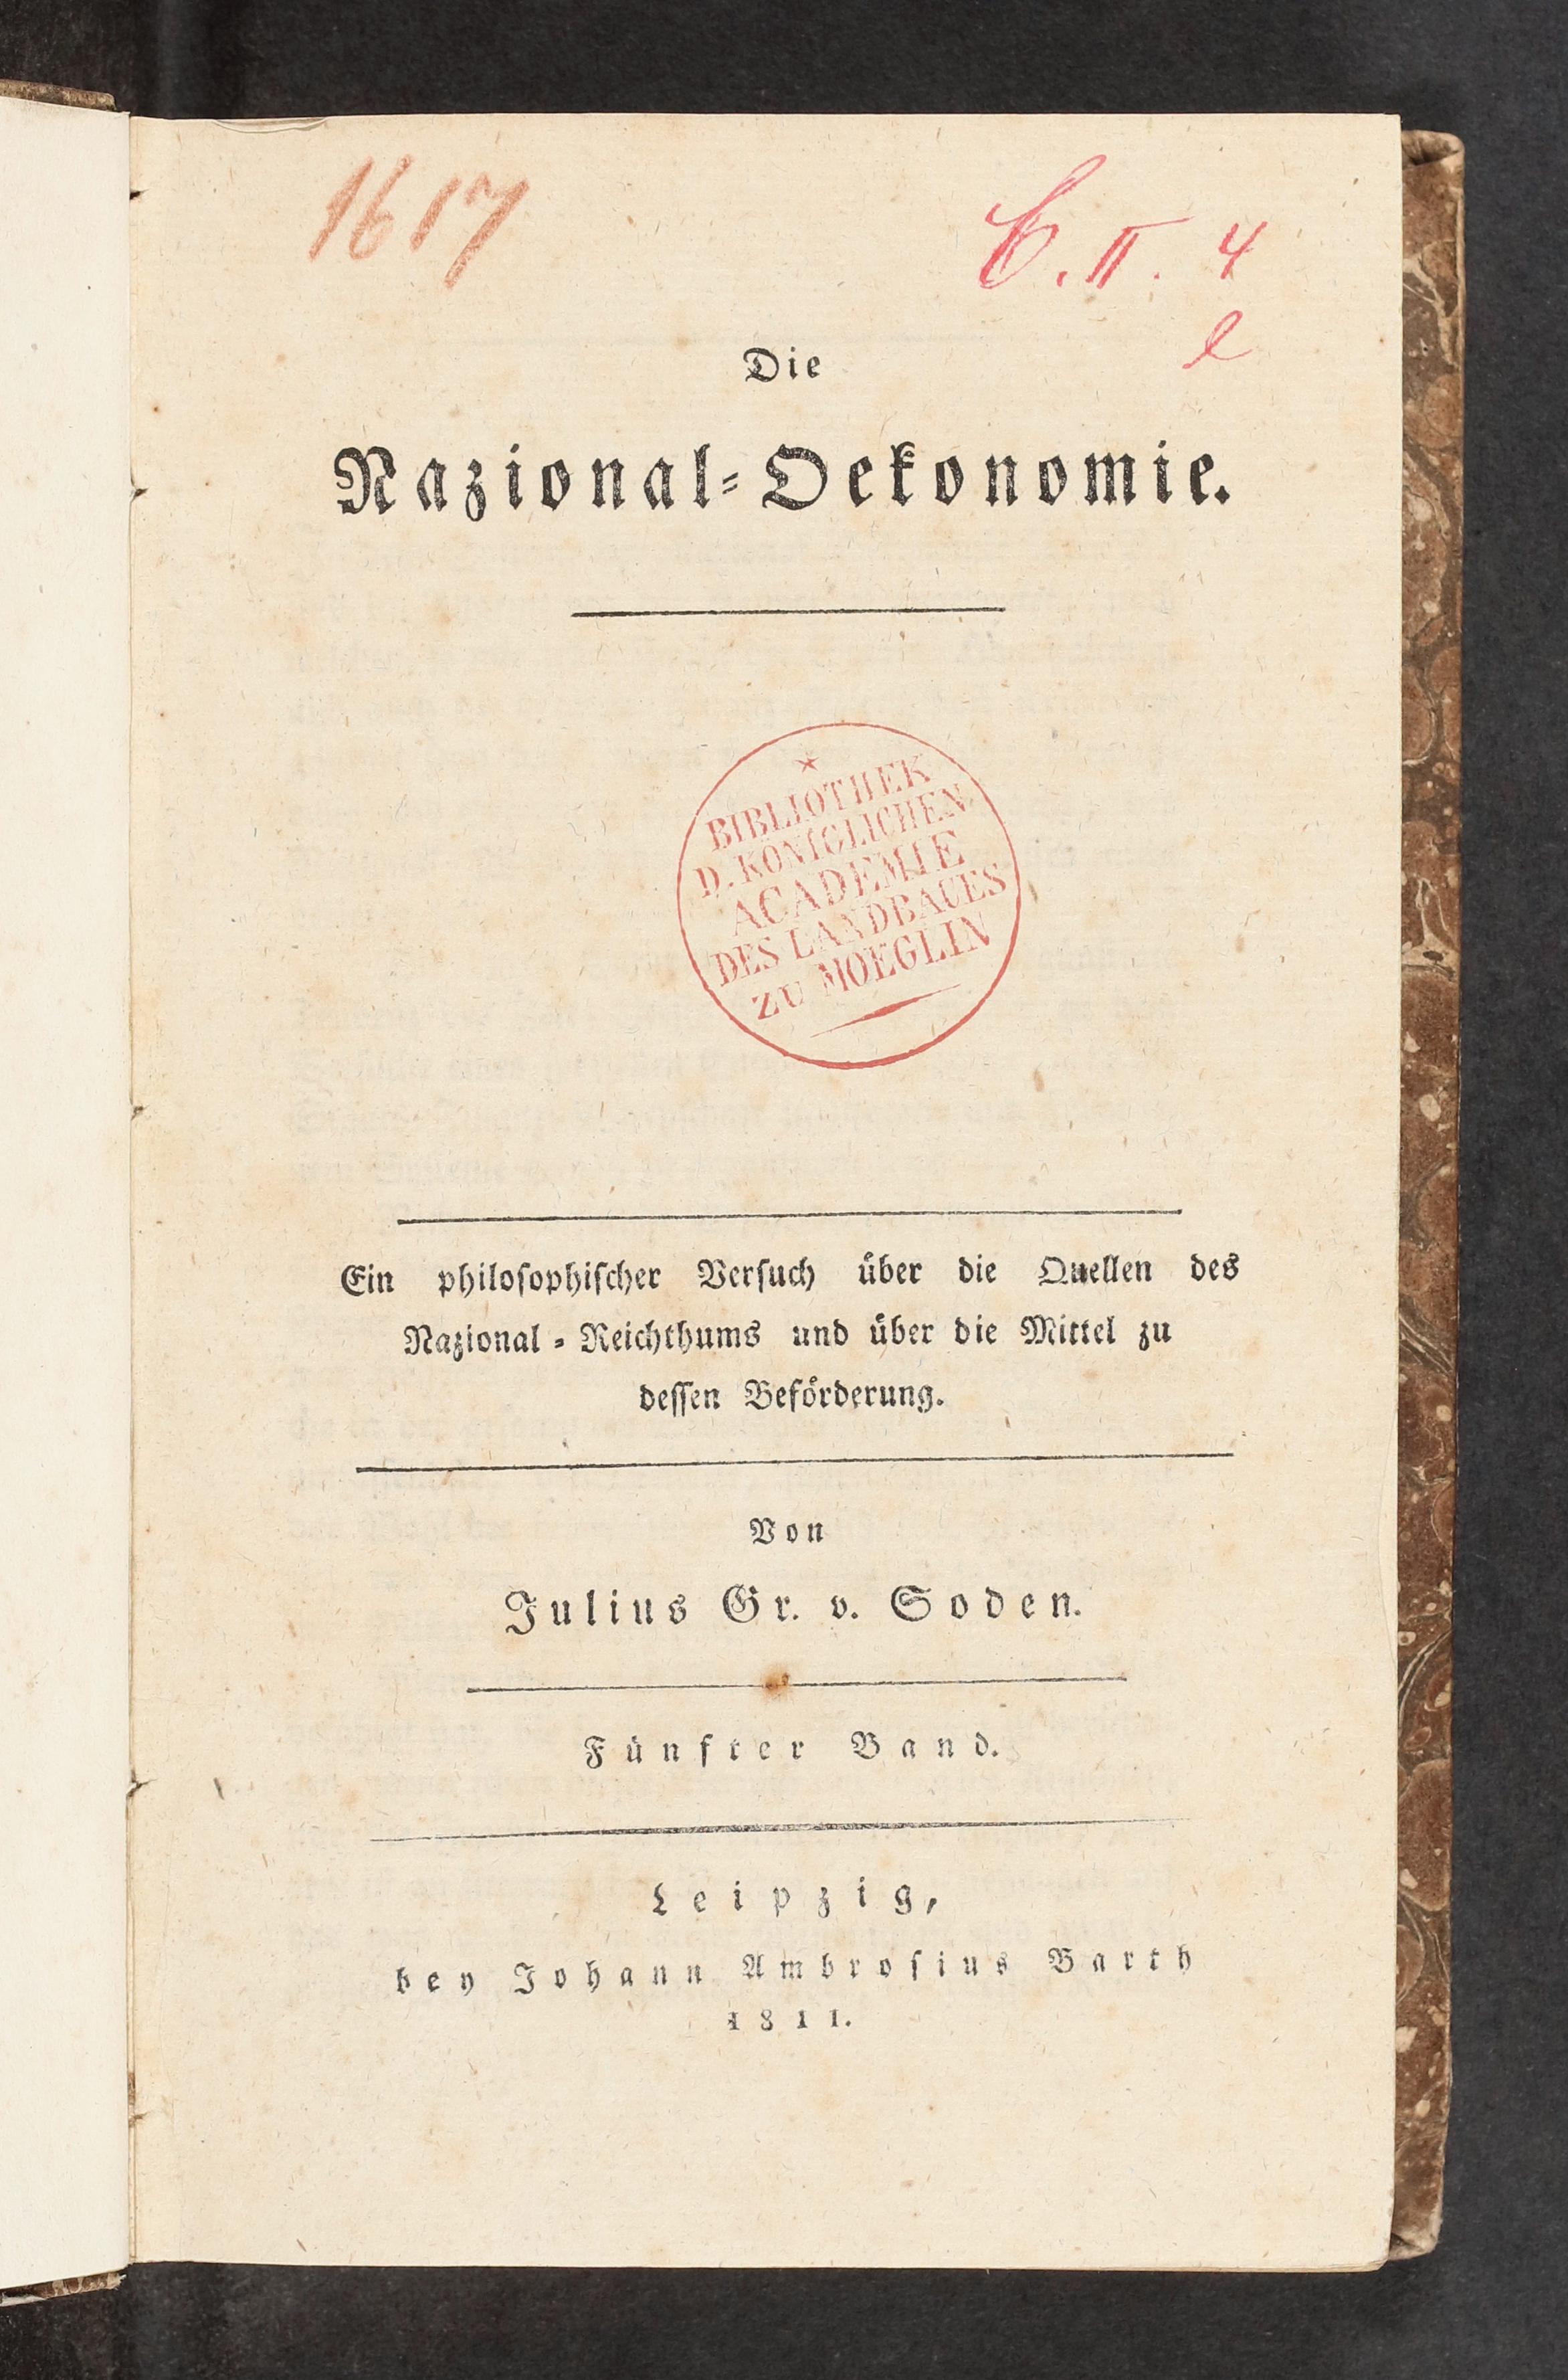 1617
C. II. 4
e
Die
Nazional-Oekonomie.
BIBLIOTHEK
D. KÖNIGLICHEN
ACADEMIE
DES LANDBAUES
ZU MOEGLIN
Ein philosophischer Versuch über die Quellen des
Nazional-Reichthums und über die Mittel zu
dessen Beförderung.
Von
Julius Gr. v. Soden.
Fünfter Band.
Leipzig,
bey Johann Ambrosius Barth
1811.